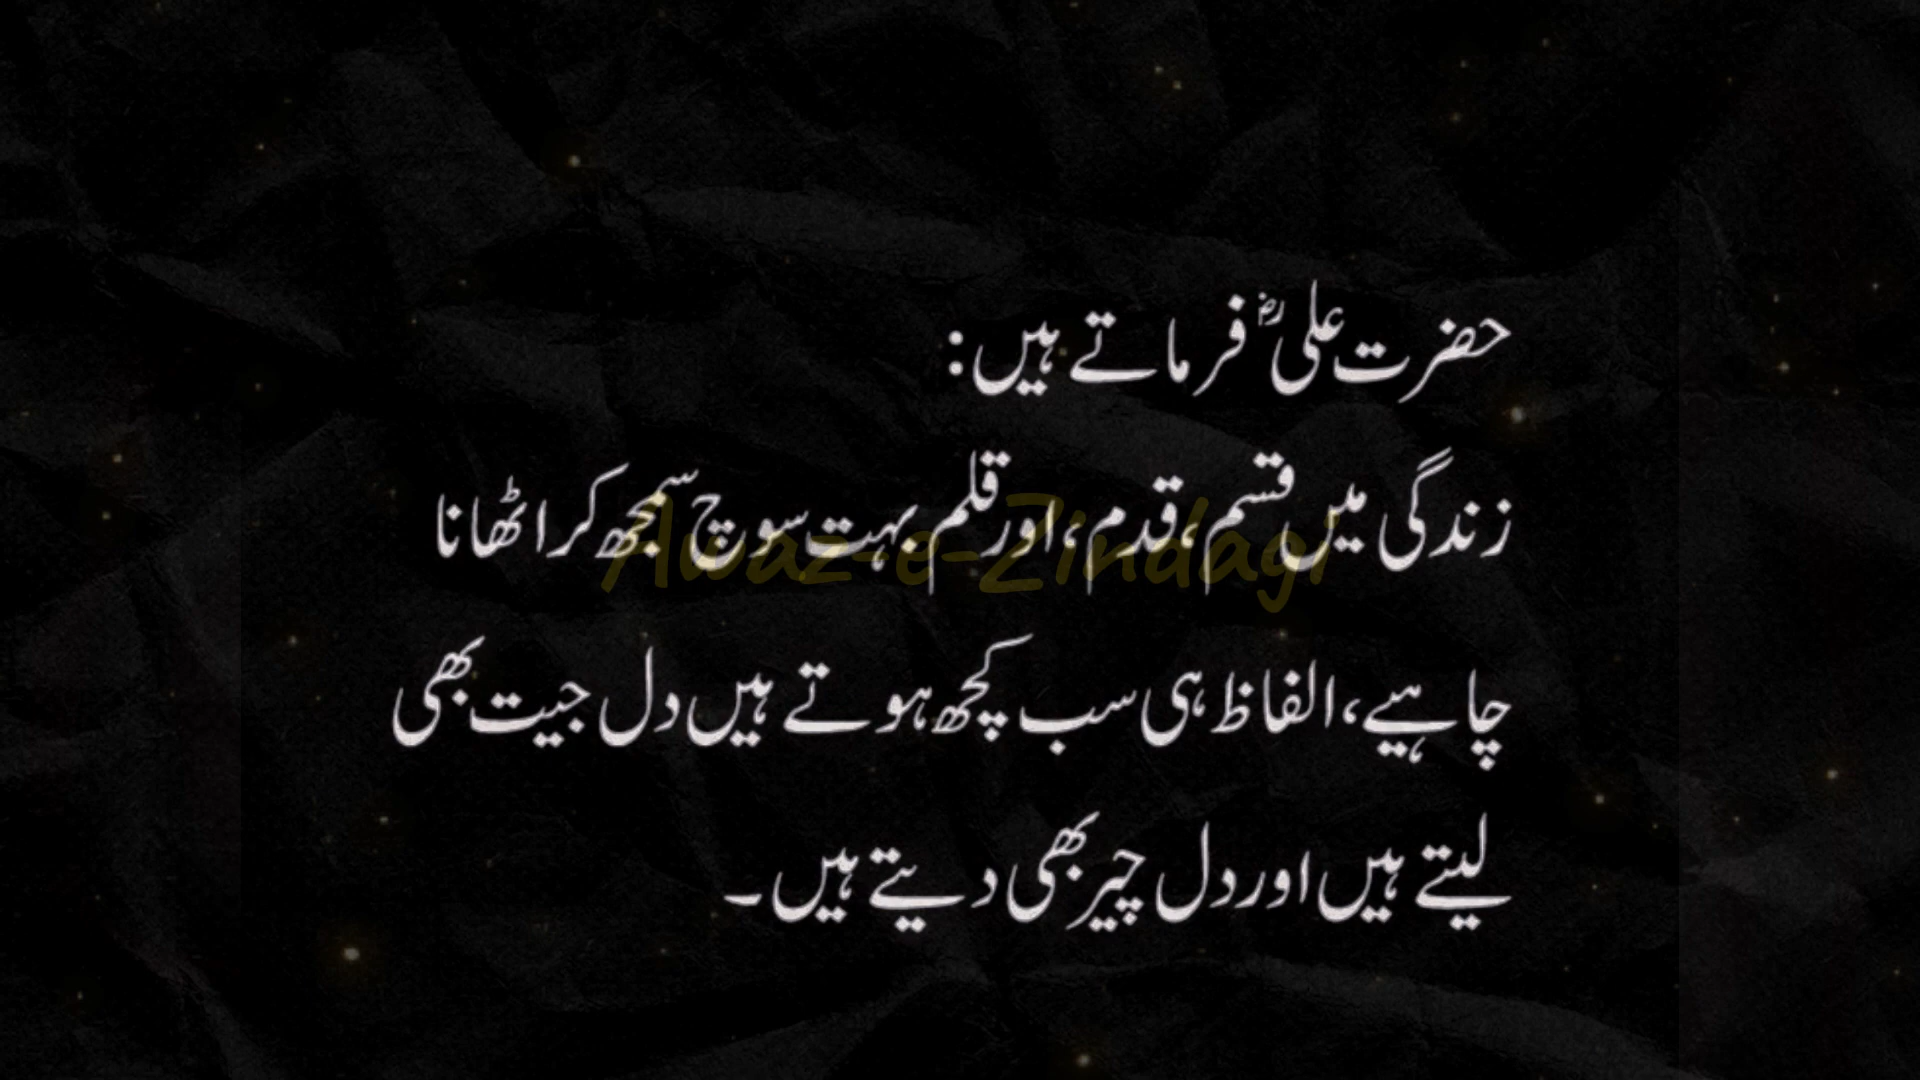 حضرت علیؓ فرماتے ہیں:
زندگی میں قسم، قدم، اور قلم بہت سوچ سمجھ کر اٹھانا
چاہیے، الفاظ ہی سب کچھ ہوتے ہیں دل جیت بھی
لیتے ہیں اور دل چیر بھی دیتے ہیں۔
Awaz-e-Zindagi